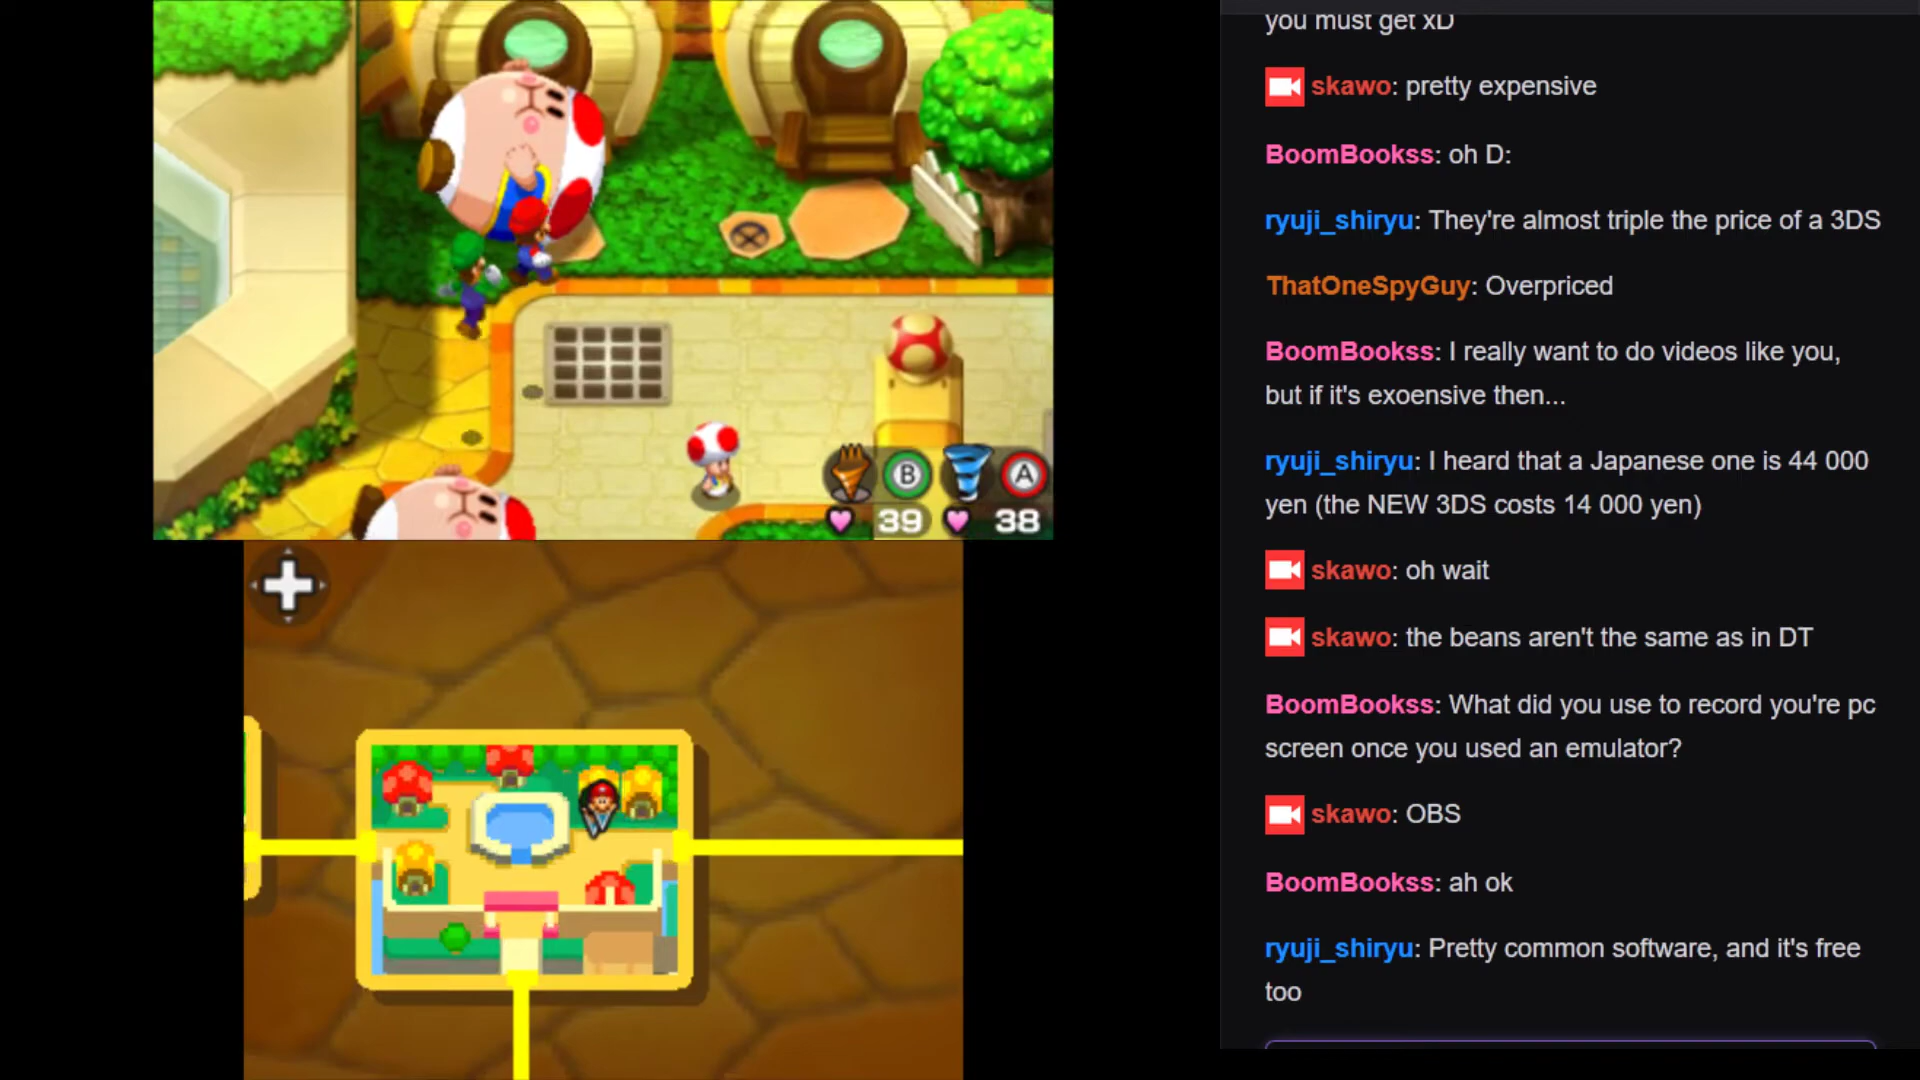 B
A
39
38
you must get xD
skawo: pretty expensive
BoomBookss: oh D:
ryuji_shiryu: They're almost triple the price of a 3DS
ThatOneSpyGuy: Overpriced
BoomBookss: I really want to do videos like you,
but if it's exoensive then...
ryuji_shiryu: I heard that a Japanese one is 44 000
yen (the NEW 3DS costs 14 000 yen)
skawo: oh wait
skawo: the beans aren't the same as in DT
BoomBookss: What did you use to record you're pc
screen once you used an emulator?
skawo: OBS
BoomBookss: ah ok
ryuji_shiryu: Pretty common software, and it's free
too